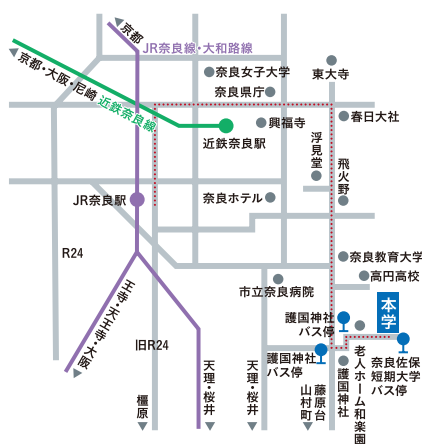 京都
JR奈良線・大和路線
京都・大阪・尼崎
近鉄奈良線
奈良女子大学
東大寺
奈良県庁
春日大社
興福寺
近鉄奈良駅
浮見堂
飛火野
JR奈良駅
奈良ホテル
R24
奈良教育大学
高円高校
市立奈良病院
王寺・天王寺・大阪
本学
護国神社
バス停
旧R24
護国神社
バス停
奈良佐保
短期大学
バス停
老人ホーム和楽園
護国神社
橿原
天理・桜井
天理・桜井
藤原台
山村町